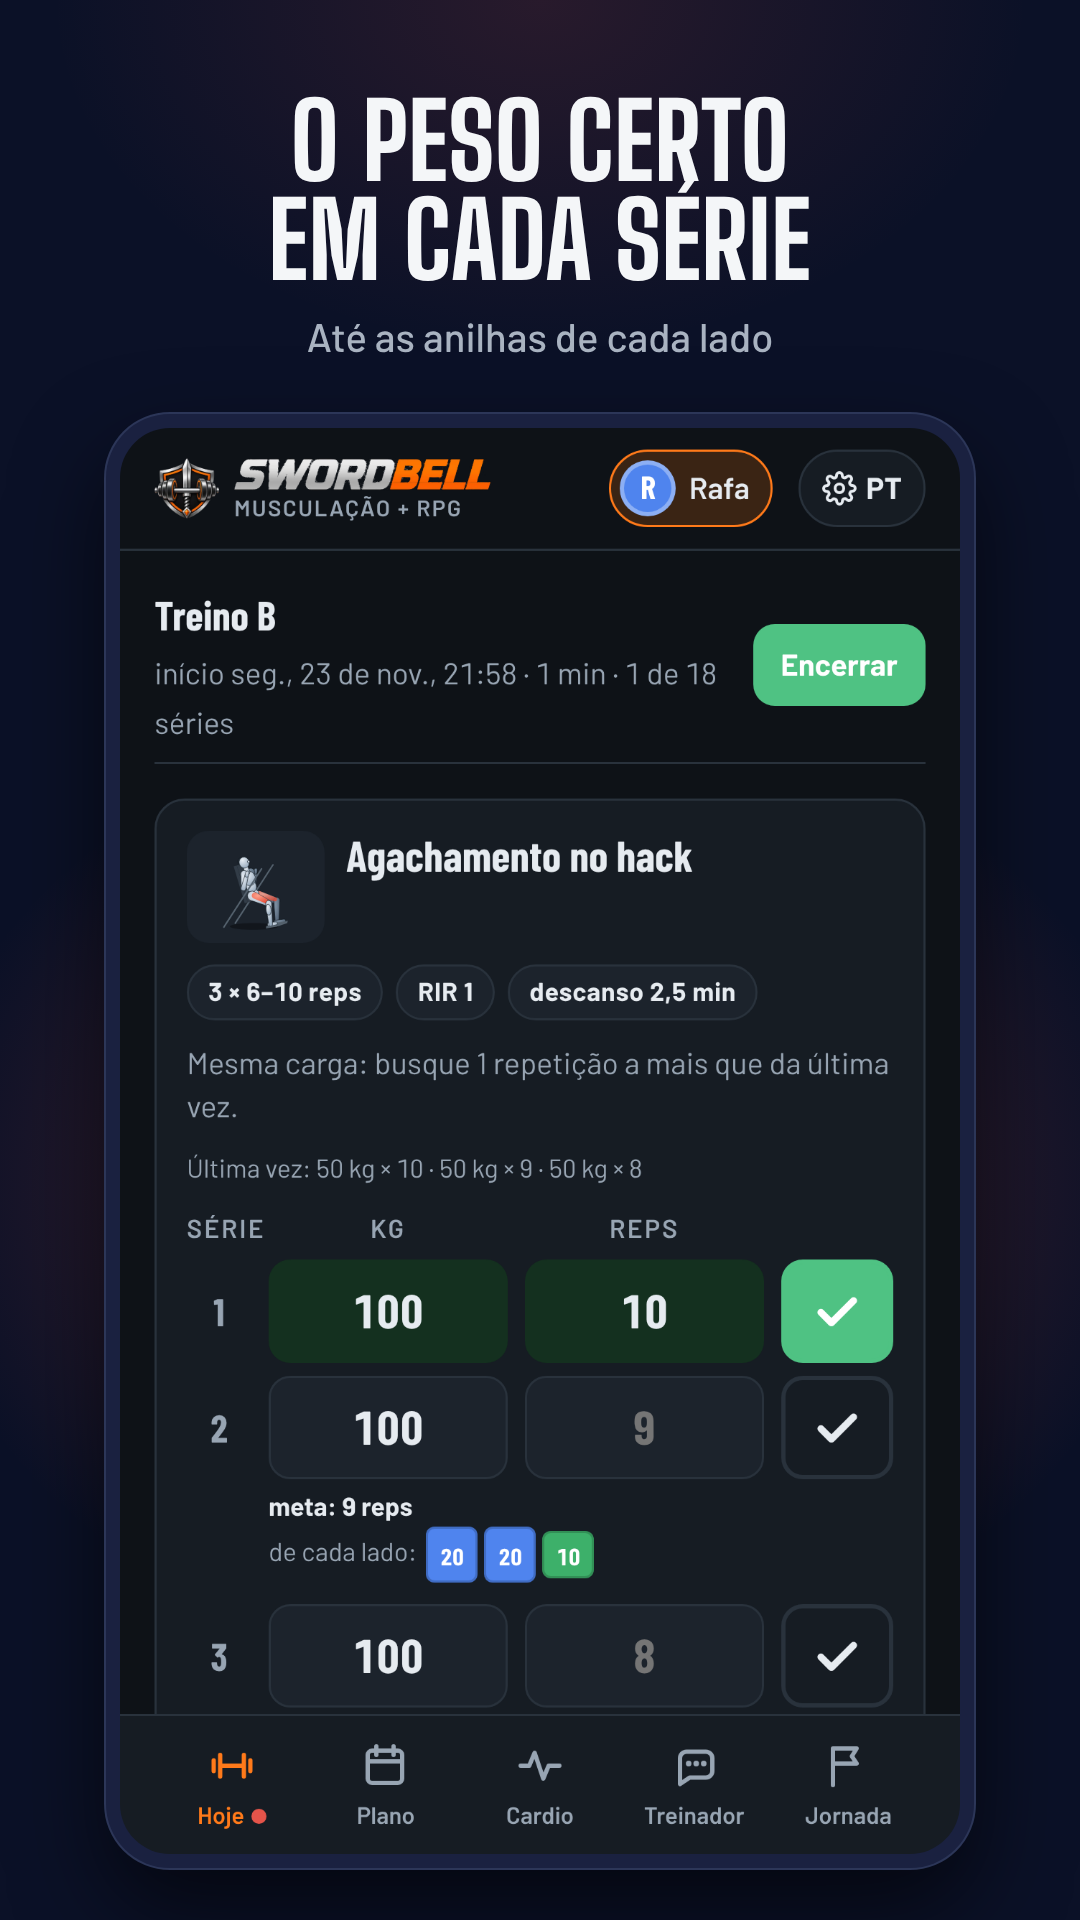 O PESO CERTO
EM CADA SÉRIE
Até as anilhas de cada lado
SWORDBELL
MUSCULAÇÃO + RPG
R Rafa
PT
Treino B
início seg., 23 de nov., 21:58 · 1 min · 1 de 18
séries
Encerrar
Agachamento no hack
3 × 6–10 reps
RIR 1
descanso 2,5 min
Mesma carga: busque 1 repetição a mais que da última
vez.
Última vez: 50 kg × 10 · 50 kg × 9 · 50 kg × 8
SÉRIE KG REPS
1 100 10
2 100 9
meta: 9 reps
de cada lado: 20 20 10
3 100 8
Hoje Plano Cardio Treinador Jornada